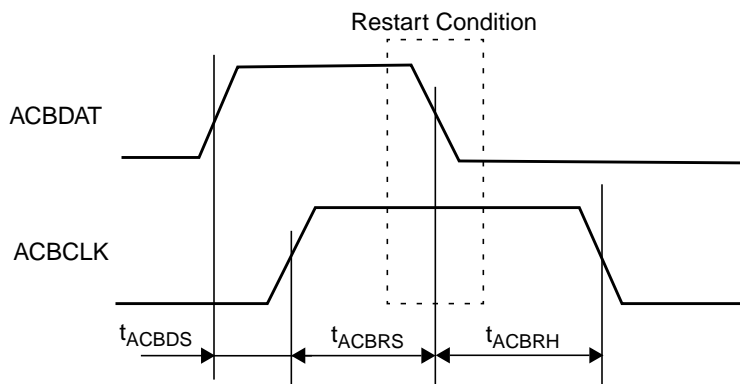 Restart Condition
ACBDAT
ACBCLK
tACBDS
tACBRS
tACBRH